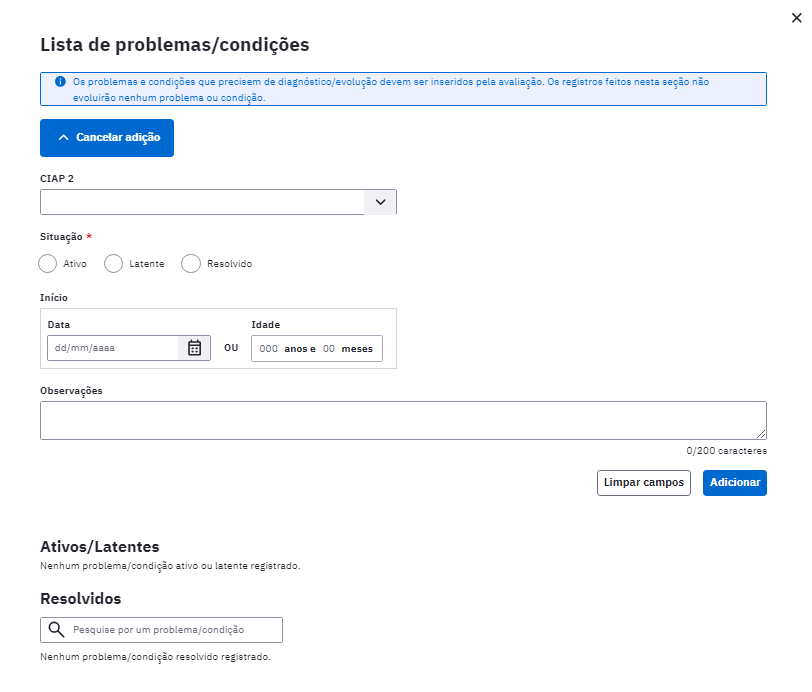 Lista de problemas/condições
Os problemas e condições que precisem de diagnóstico/evolução devem ser inseridos pela avaliação. Os registros feitos nesta seção não
evoluirão nenhum problema ou condição.
Cancelar adição
CIAP 2
Situação *
Ativo Latente Resolvido
Início
Data Idade
dd/mm/aaaa OU 000 anos e 00 meses
Observações
0/200 caracteres
Limpar campos Adicionar
Ativos/Latentes
Nenhum problema/condição ativo ou latente registrado.
Resolvidos
Pesquise por um problema/condição
Nenhum problema/condição resolvido registrado.